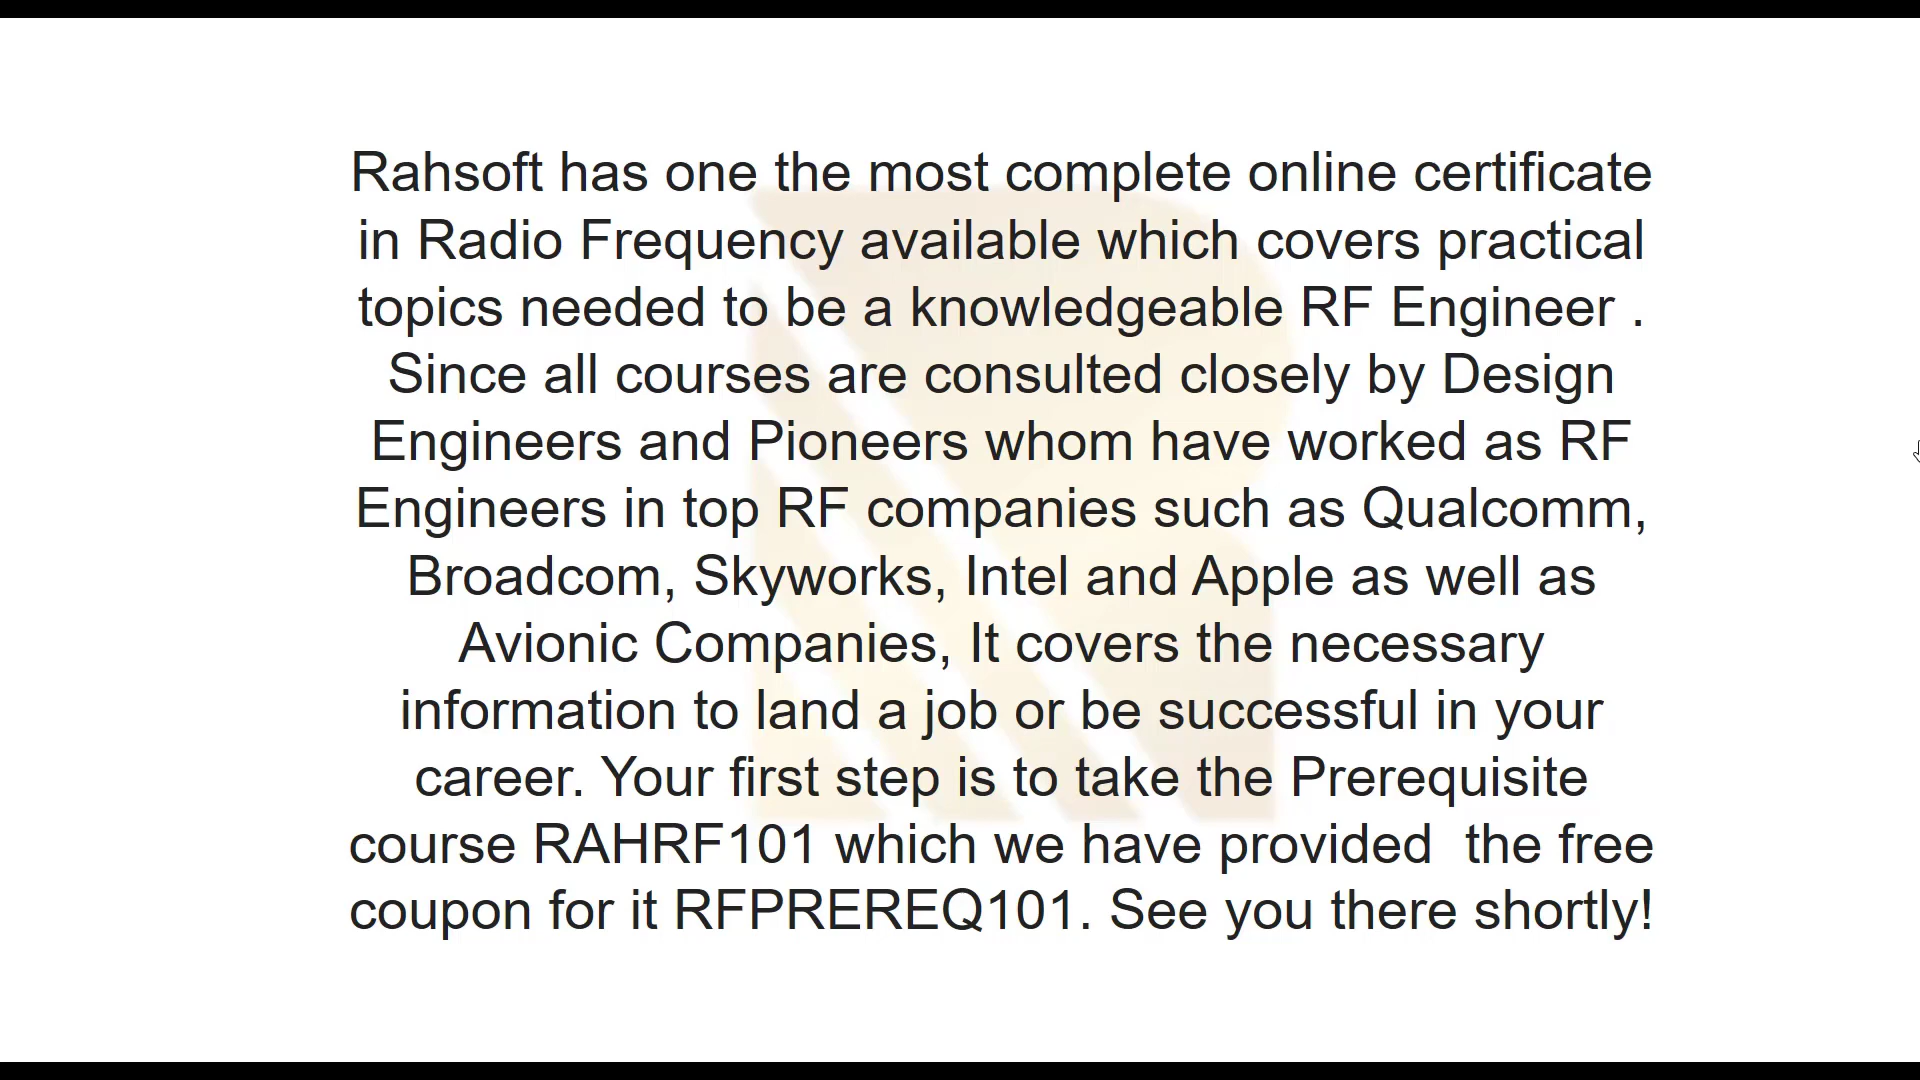 Rahsoft has one the most complete online certificate
in Radio Frequency available which covers practical
topics needed to be a knowledgeable RF Engineer .
Since all courses are consulted closely by Design
Engineers and Pioneers whom have worked as RF
Engineers in top RF companies such as Qualcomm,
Broadcom, Skyworks, Intel and Apple as well as
Avionic Companies, It covers the necessary
information to land a job or be successful in your
career. Your first step is to take the Prerequisite
course RAHRF101 which we have provided  the free
coupon for it RFPREREQ101. See you there shortly!